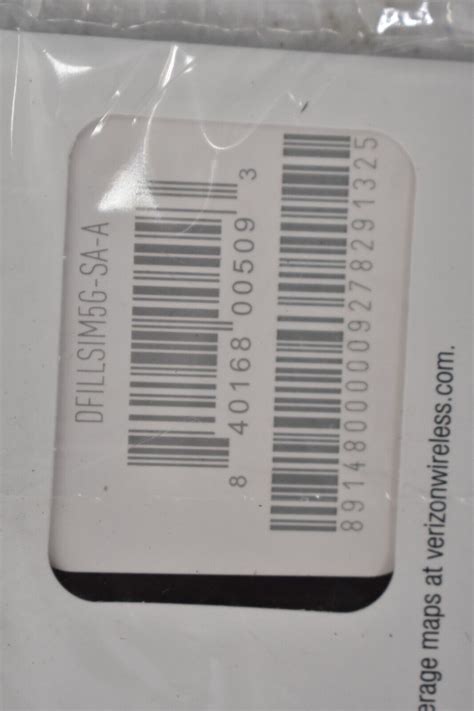 DFILLSIM5G-SA-A
8 40168 00509 3
89148000009278291325
erage maps at verizonwireless.com.